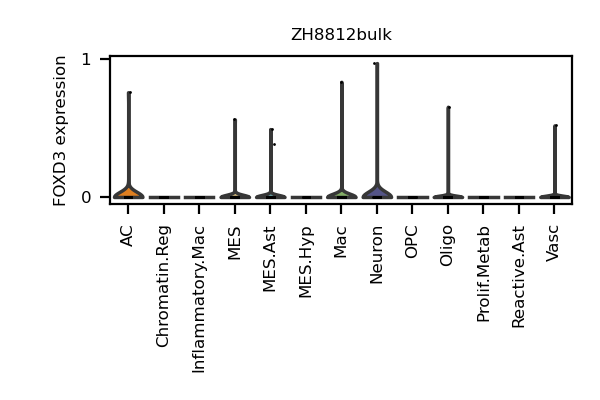 ZH8812bulk
FOXD3 expression
1
0
AC
Chromatin.Reg
Inflammatory.Mac
MES
MES.Ast
MES.Hyp
Mac
Neuron
OPC
Oligo
Prolif.Metab
Reactive.Ast
Vasc